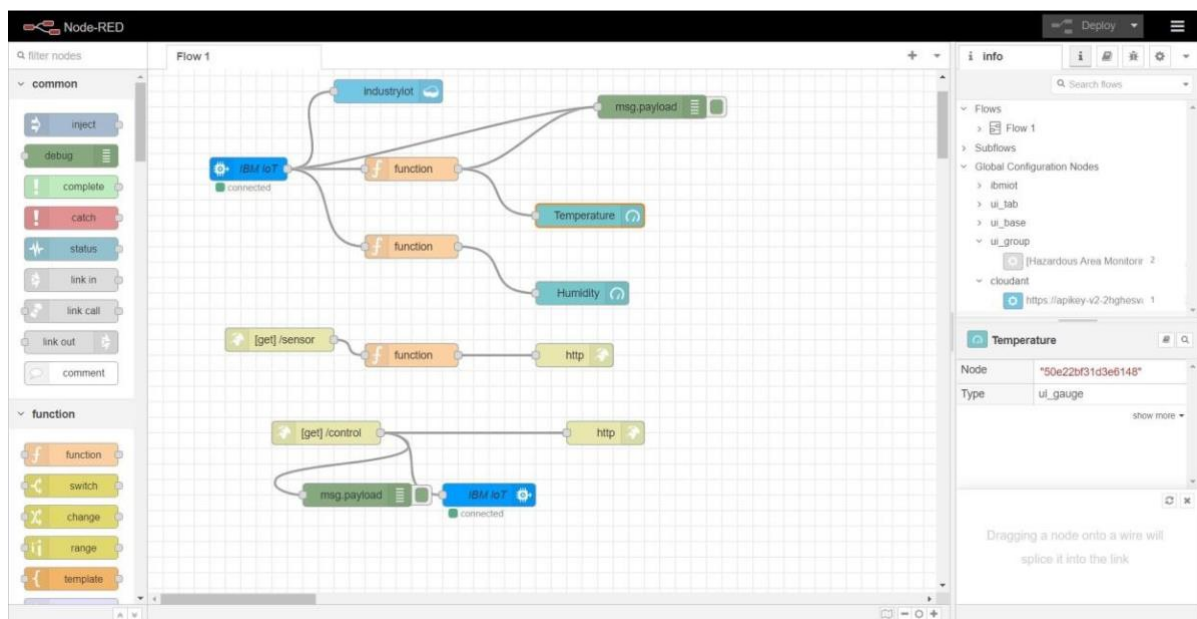 Node-RED
Deploy
filter nodes
common
inject
debug
complete
catch
status
link in
link call
link out
comment
function
function
switch
change
range
template
Flow 1
industryIot
msg.payload
IBM IoT
connected
function
Temperature
function
Humidity
[get] /sensor
function
http
[get] /control
http
msg.payload
IBM IoT
connected
i info
i
Search flows
Flows
Flow 1
Subflows
Global Configuration Nodes
ibmiot
ui_tab
ui_base
ui_group
[Hazardous Area Monitorir 2
cloudant
https://apikey-v2-2hghesv 1
Temperature
Node "50e22bf31d3e6148"
Type ui_gauge
show more
Dragging a node onto a wire will
splice it into the link